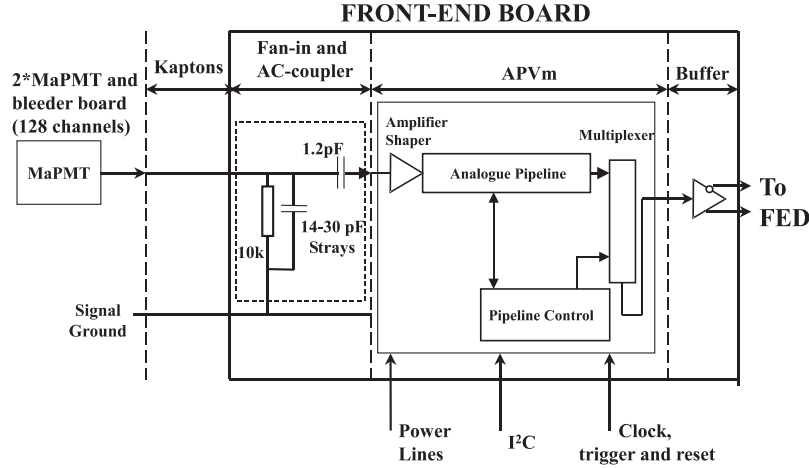 FRONT-END BOARD
Kaptons
Fan-in and
AC-coupler
APVm
Buffer
2*MaPMT and
bleeder board
(128 channels)
MaPMT
1.2pF
10k
14-30 pF
Strays
Amplifier
Shaper
Analogue Pipeline
Multiplexer
Pipeline Control
To
FED
Signal
Ground
Power
Lines
I²C
Clock,
trigger and reset